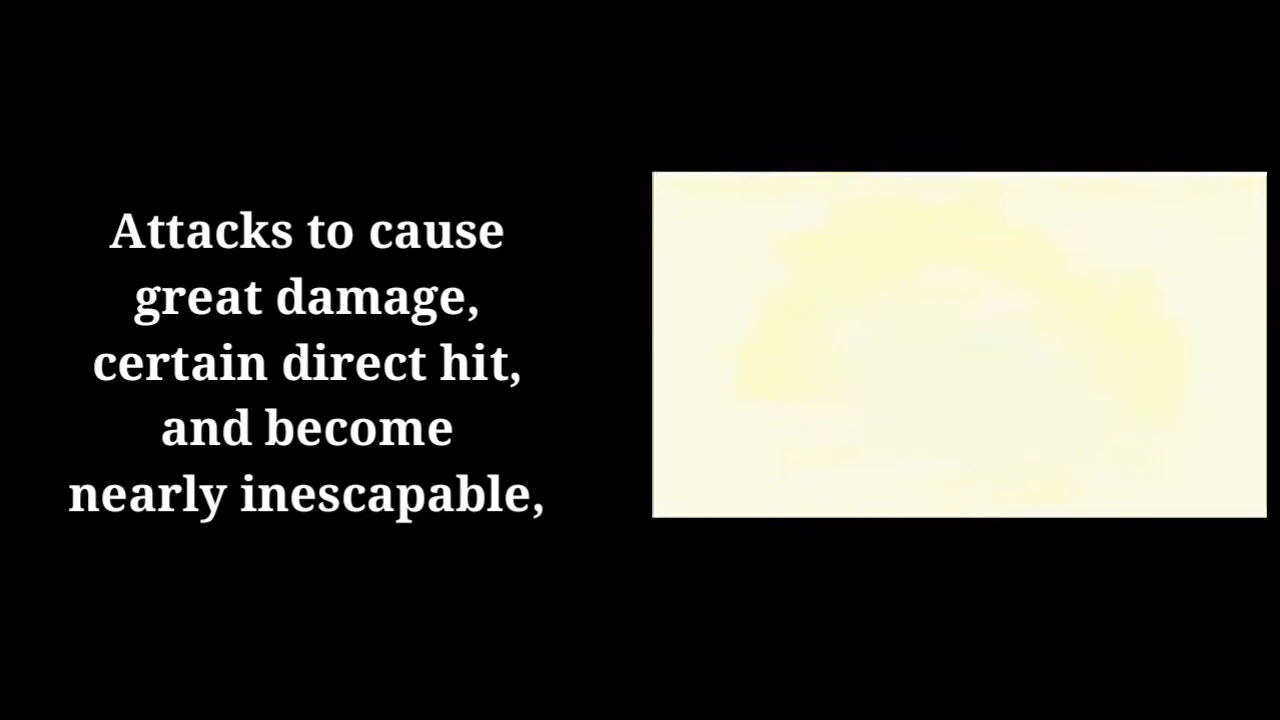 Attacks to cause
great damage,
certain direct hit,
and become
nearly inescapable,